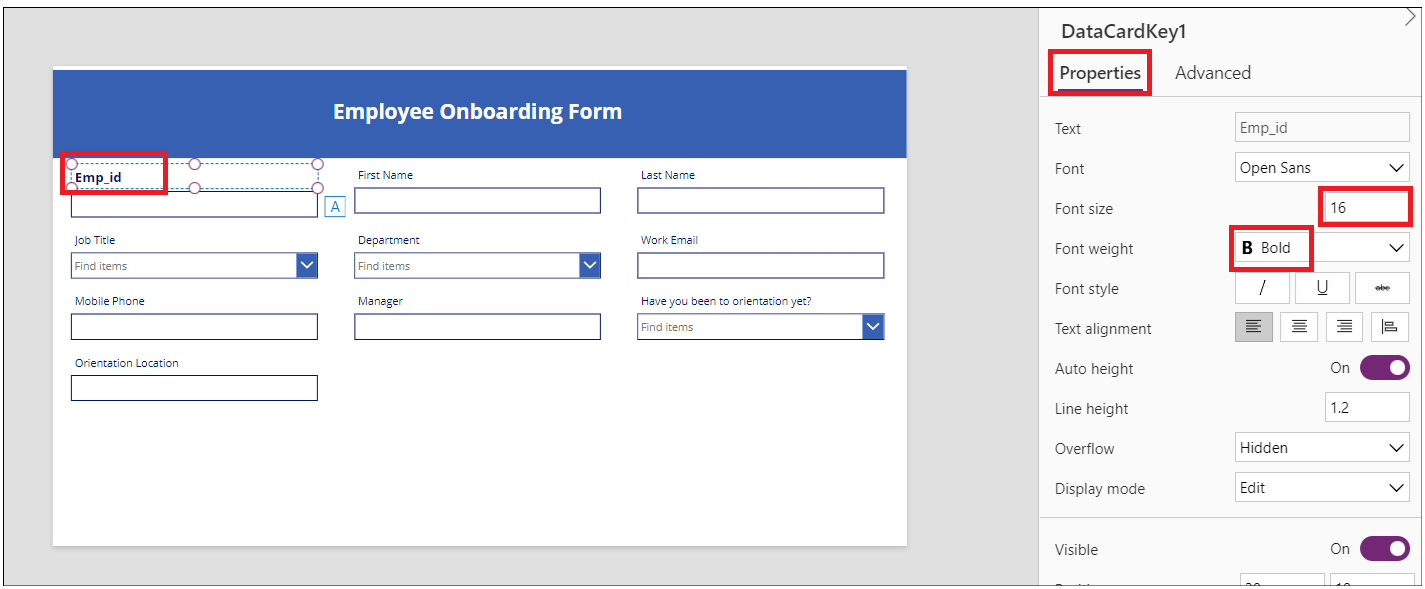 DataCardKey1
Properties Advanced
Employee Onboarding Form
Emp_id
First Name
Last Name
A
Job Title
Department
Work Email
Find items
Find items
Mobile Phone
Manager
Have you been to orientation yet?
Find items
Orientation Location
Text Emp_id
Font Open Sans
Font size 16
Font weight B Bold
Font style / U abc
Text alignment
Auto height On
Line height 1.2
Overflow Hidden
Display mode Edit
Visible On